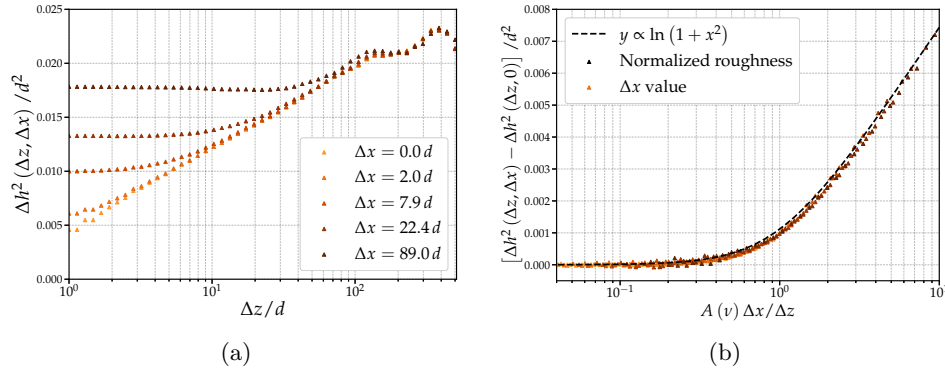 Δh² (Δz, Δx) / d²
0.025
0.020
0.015
0.010
0.005
0.000
Δx = 0.0 d
Δx = 2.0 d
Δx = 7.9 d
Δx = 22.4 d
Δx = 89.0 d
10⁰ 10¹ 10²
Δz/d
(a)
[Δh² (Δz, Δx) − Δh² (Δz, 0)] /d²
0.008
0.007
0.006
0.005
0.004
0.003
0.002
0.001
0.000
y ∝ ln (1 + x²)
Normalized roughness
Δx value
10⁻¹ 10⁰ 10¹
A (ν) Δx/Δz
(b)